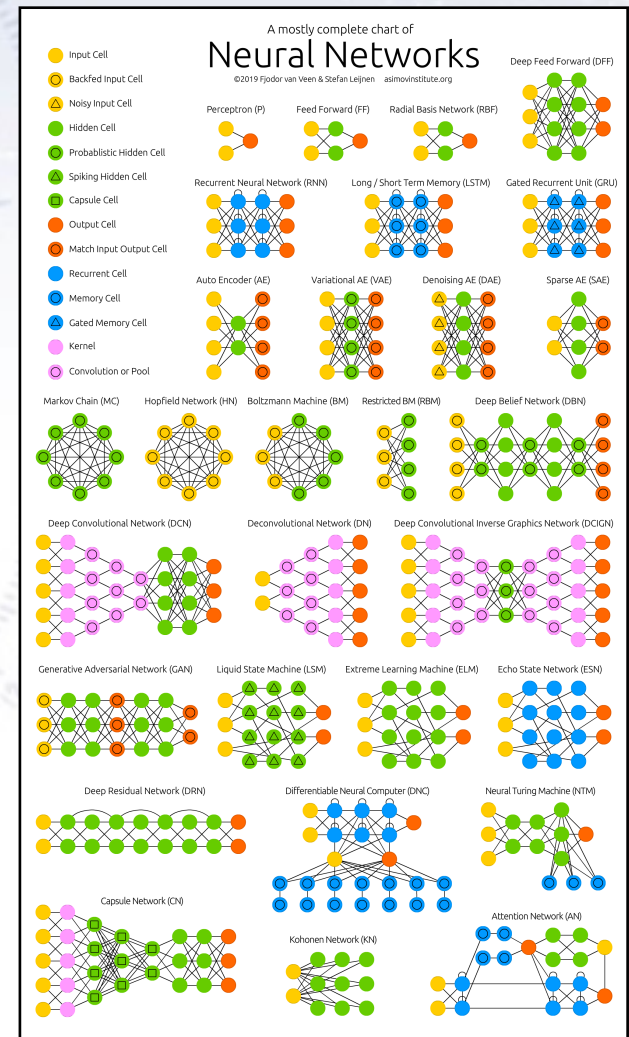 A mostly complete chart of
Neural Networks
©2019 Fjodor van Veen & Stefan Leijnen asimovinstitute.org
Input Cell
Backfed Input Cell
Noisy Input Cell
Hidden Cell
Probablistic Hidden Cell
Spiking Hidden Cell
Capsule Cell
Output Cell
Match Input Output Cell
Recurrent Cell
Memory Cell
Gated Memory Cell
Kernel
Convolution or Pool
Deep Feed Forward (DFF)
Perceptron (P)
Feed Forward (FF)
Radial Basis Network (RBF)
Recurrent Neural Network (RNN)
Long / Short Term Memory (LSTM)
Gated Recurrent Unit (GRU)
Auto Encoder (AE)
Variational AE (VAE)
Denoising AE (DAE)
Sparse AE (SAE)
Markov Chain (MC)
Hopfield Network (HN)
Boltzmann Machine (BM)
Restricted BM (RBM)
Deep Belief Network (DBN)
Deep Convolutional Network (DCN)
Deconvolutional Network (DN)
Deep Convolutional Inverse Graphics Network (DCIGN)
Generative Adversarial Network (GAN)
Liquid State Machine (LSM)
Extreme Learning Machine (ELM)
Echo State Network (ESN)
Deep Residual Network (DRN)
Differentiable Neural Computer (DNC)
Neural Turing Machine (NTM)
Capsule Network (CN)
Kohonen Network (KN)
Attention Network (AN)